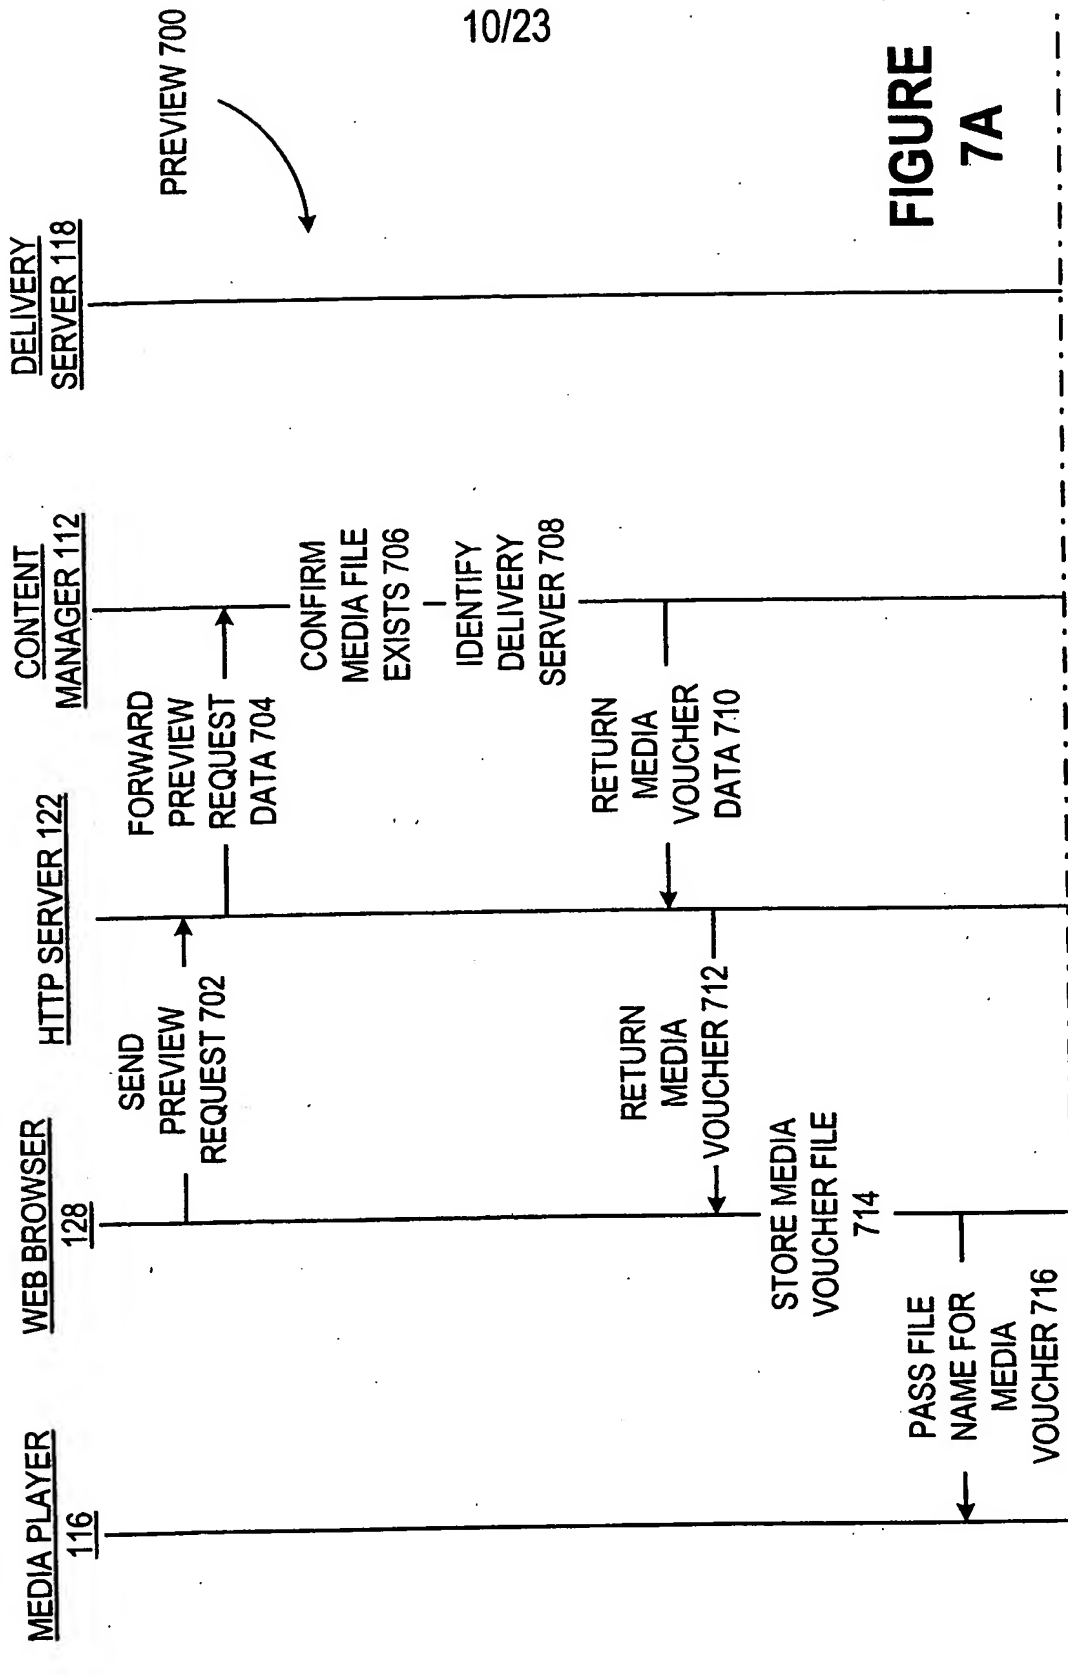 10/23
MEDIA PLAYER
116
WEB BROWSER
128
HTTP SERVER 122
CONTENT
MANAGER 112
DELIVERY
SERVER 118
PREVIEW 700
SEND
PREVIEW
REQUEST 702
FORWARD
PREVIEW
REQUEST
DATA 704
CONFIRM
MEDIA FILE
EXISTS 706
IDENTIFY
DELIVERY
SERVER 708
RETURN
MEDIA
VOUCHER
DATA 710
RETURN
MEDIA
VOUCHER 712
STORE MEDIA
VOUCHER FILE
714
PASS FILE
NAME FOR
MEDIA
VOUCHER 716
FIGURE
7A